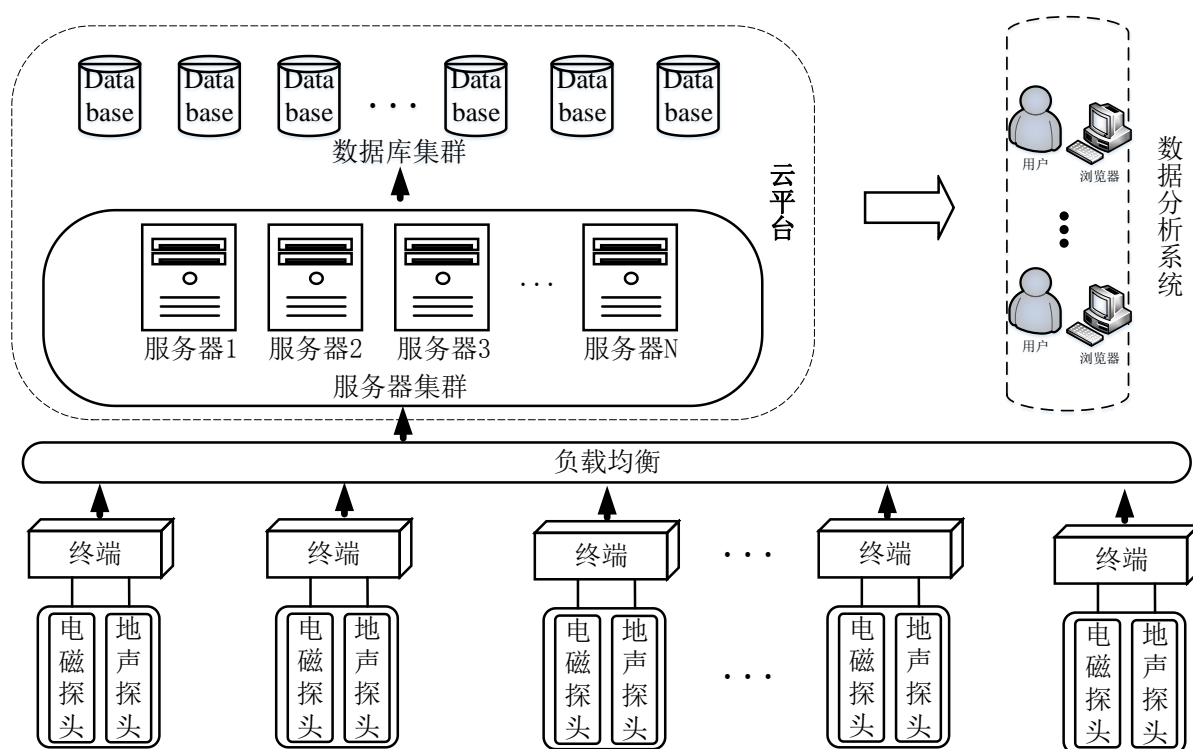 Data
base
Data
base
Data
base
...
Data
base
Data
base
Data
base
数据库集群
云平台
服务器1
服务器2
服务器3
...
服务器N
服务器集群
用户
浏览器
用户
浏览器
数据分析系统
负载均衡
终端
终端
终端
...
终端
终端
电磁探头
地声探头
电磁探头
地声探头
电磁探头
地声探头
...
电磁探头
地声探头
电磁探头
地声探头